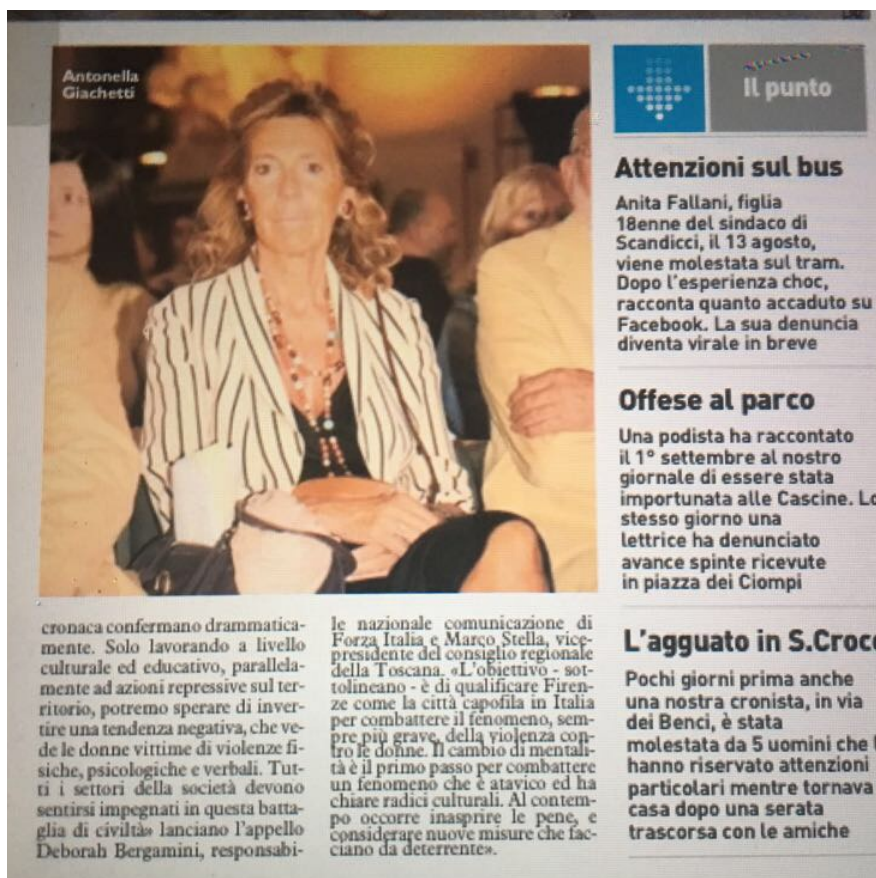 Antonella
Giachetti
cronaca confermano drammatica-
mente. Solo lavorando a livello
culturale ed educativo, parallela-
mente ad azioni repressive sul ter-
ritorio, potremo sperare di inver-
tire una tendenza negativa, che ve-
de le donne vittime di violenze fi-
siche, psicologiche e verbali. Tut-
ti i settori della società devono
sentirsi impegnati in questa batta-
glia di civiltà» lanciano l'appello
Deborah Bergamini, responsabi-
le nazionale comunicazione di
Forza Italia e Marco Stella, vice-
presidente del consiglio regionale
della Toscana. «L'obiettivo - sot-
tolineano - è di qualificare Firen-
ze come la città capofila in Italia
per combattere il fenomeno, sem-
pre più grave, della violenza con-
tro le donne. Il cambio di mentali-
tà è il primo passo per combattere
un fenomeno che è atavico ed ha
chiare radici culturali. Al contem-
po occorre inasprire le pene, e
considerare nuove misure che fac-
ciano da deterrente».
Il punto
Attenzioni sul bus
Anita Fallani, figlia
18enne del sindaco di
Scandicci, il 13 agosto,
viene molestata sul tram.
Dopo l'esperienza choc,
racconta quanto accaduto su
Facebook. La sua denuncia
diventa virale in breve
Offese al parco
Una podista ha raccontato
il 1° settembre al nostro
giornale di essere stata
importunata alle Cascine. Lo
stesso giorno una
lettrice ha denunciato
avance spinte ricevute
in piazza dei Ciompi
L'agguato in S.Croce
Pochi giorni prima anche
una nostra cronista, in via
dei Benci, è stata
molestata da 5 uomini che
hanno riservato attenzioni
particolari mentre tornava
casa dopo una serata
trascorsa con le amiche